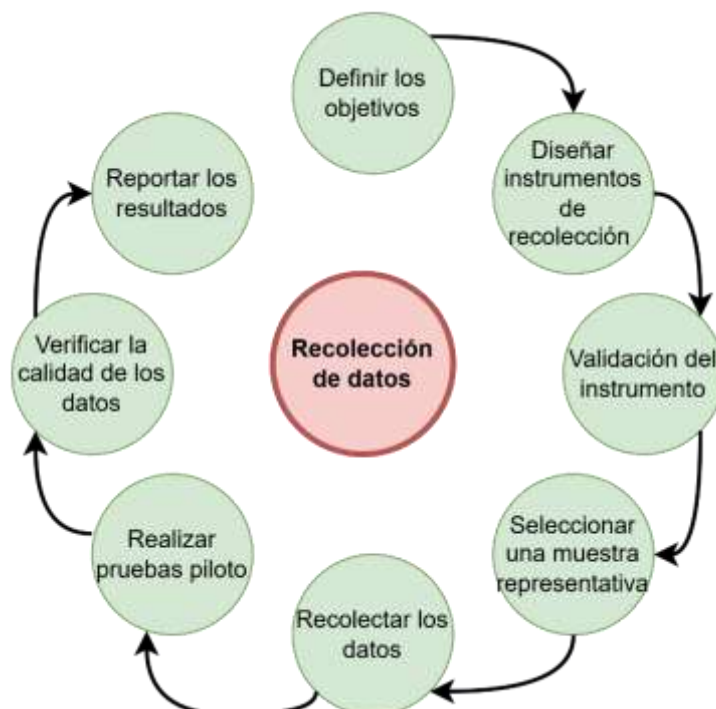 Definir los
objetivos
Diseñar
instrumentos
de
recolección
Validación del
instrumento
Seleccionar
una muestra
representativa
Recolectar los
datos
Realizar
pruebas piloto
Verificar la
calidad de los
datos
Reportar los
resultados
Recolección
de datos